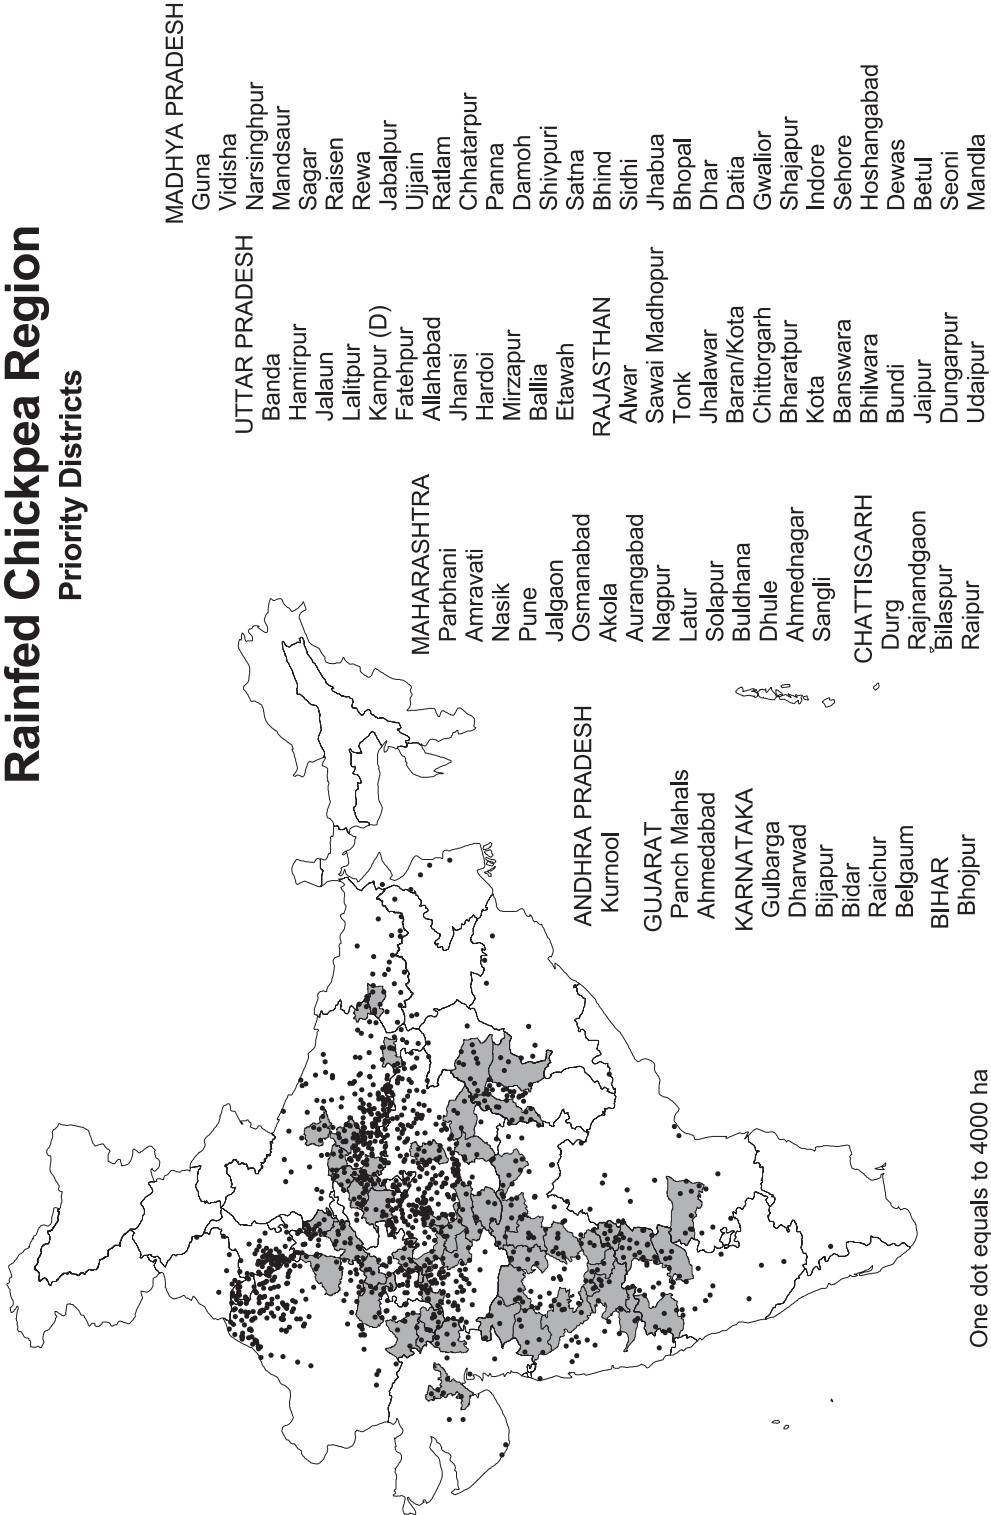 Rainfed Chickpea Region
Priority Districts
MADHYA PRADESH
Guna
Vidisha
Narsinghpur
Mandsaur
Sagar
Raisen
Rewa
Jabalpur
Ujjain
Ratlam
Chhatarpur
Panna
Damoh
Shivpuri
Satna
Bhind
Sidhi
Jhabua
Bhopal
Dhar
Datia
Gwalior
Shajapur
Indore
Sehore
Hoshangabad
Dewas
Betul
Seoni
Mandla
UTTAR PRADESH
Banda
Hamirpur
Jalaun
Lalitpur
Kanpur (D)
Fatehpur
Allahabad
Jhansi
Hardoi
Mirzapur
Ballia
Etawah
RAJASTHAN
Alwar
Sawai Madhopur
Tonk
Jhalawar
Baran/Kota
Chittorgarh
Bharatpur
Kota
Banswara
Bhilwara
Bundi
Jaipur
Dungarpur
Udaipur
MAHARASHTRA
Parbhani
Amravati
Nasik
Pune
Jalgaon
Osmanabad
Akola
Aurangabad
Nagpur
Latur
Solapur
Buldhana
Dhule
Ahmednagar
Sangli
CHATTISGARH
Durg
Rajnandgaon
Bilaspur
Raipur
ANDHRA PRADESH
Kurnool
GUJARAT
Panch Mahals
Ahmedabad
KARNATAKA
Gulbarga
Dharwad
Bijapur
Bidar
Raichur
Belgaum
BIHAR
Bhojpur
One dot equals to 4000 ha